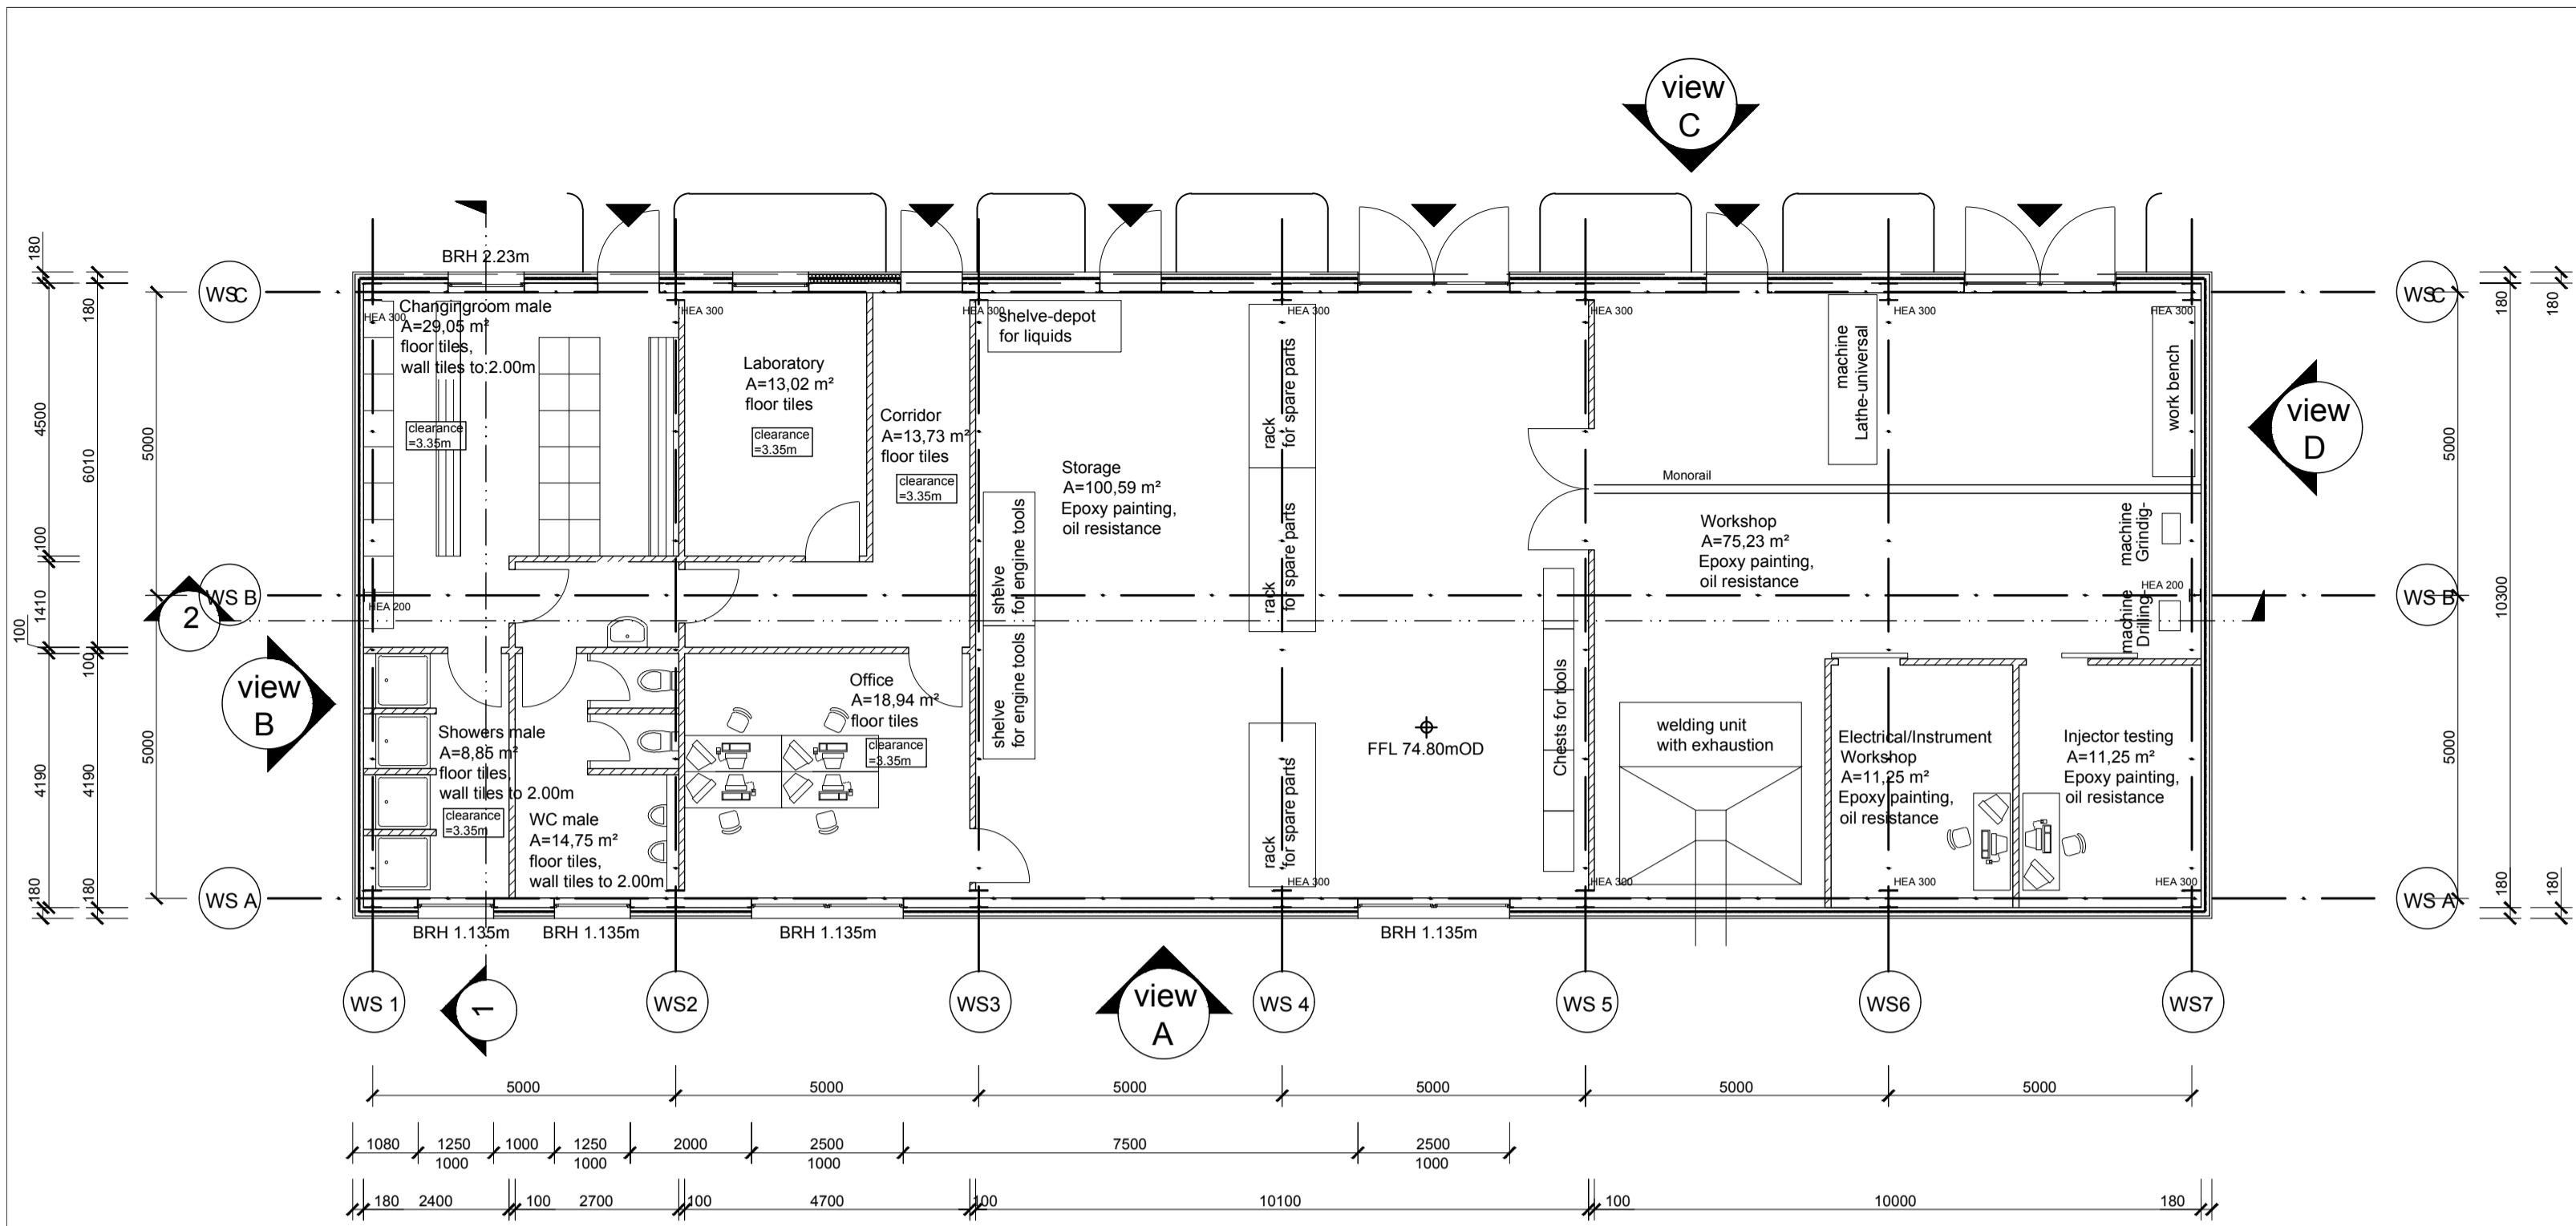 view
C
BRH 2.23m
WSC
WSC
HEA 300
HEA 300
HEA 300
HEA 300
HEA 300
HEA 300
HEA 300
Changingroom male
A=29,05 m²
floor tiles,
wall tiles to 2.00m
clearance
=3.35m
Laboratory
A=13,02 m²
floor tiles
clearance
=3.35m
Corridor
A=13,73 m²
floor tiles
clearance
=3.35m
shelve-depot
for liquids
Storage
A=100,59 m²
Epoxy painting,
oil resistance
rack
for spare parts
rack
for spare parts
rack
for spare parts
shelve
for engine tools
shelve
for engine tools
Chests for tools
FFL 74.80mOD
machine
Lathe-universal
work bench
Monorail
Workshop
A=75,23 m²
Epoxy painting,
oil resistance
machine
Grindig-
machine
Drilling-
HEA 200
HEA 200
WS B
WS B
2
view
B
view
D
Showers male
A=8,85 m²
floor tiles,
wall tiles to 2.00m
clearance
=3.35m
WC male
A=14,75 m²
floor tiles,
wall tiles to 2.00m
Office
A=18,94 m²
floor tiles
clearance
=3.35m
welding unit
with exhaustion
Electrical/Instrument
Workshop
A=11,25 m²
Epoxy painting,
oil resistance
Injector testing
A=11,25 m²
Epoxy painting,
oil resistance
HEA 300
HEA 300
HEA 300
HEA 300
WS A
WS A
BRH 1.135m
BRH 1.135m
BRH 1.135m
BRH 1.135m
WS 1
1
WS2
WS3
view
A
WS 4
WS 5
WS6
WS7
180
4500
100
1410
100
4190
180
180
6010
100
4190
180
5000
5000
5000
5000
180
10300
180
180
180
5000
5000
5000
5000
5000
5000
1080
1250
1000
1000
1250
1000
2000
2500
1000
7500
2500
1000
180
2400
100
2700
100
4700
100
10100
100
10000
180